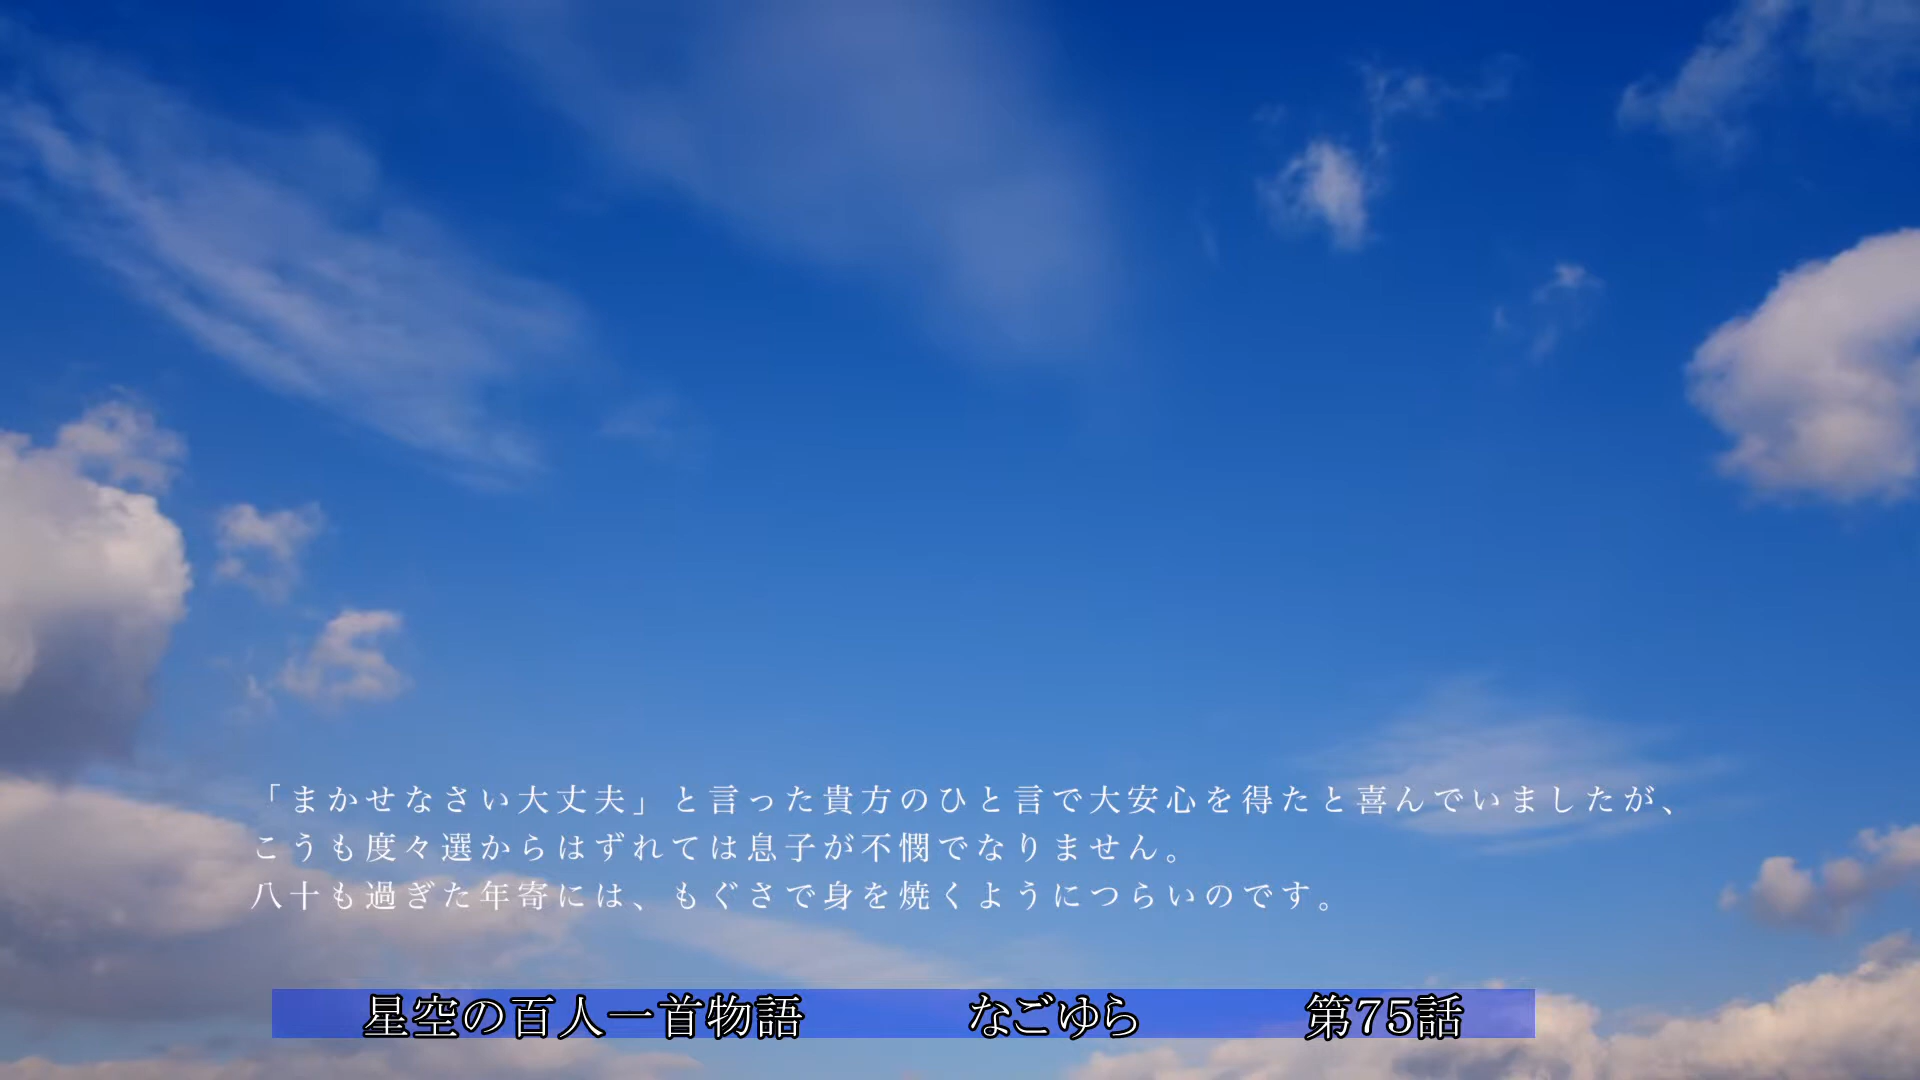 「まかせなさい大丈夫」と言った貴方のひと言で大安心を得たと喜んでいましたが、
こうも度々選からはずれては息子が不憫でなりません。
八十も過ぎた年寄には、もぐさで身を焼くようにつらいのです。
星空の百人一首物語 なごゆら 第75話